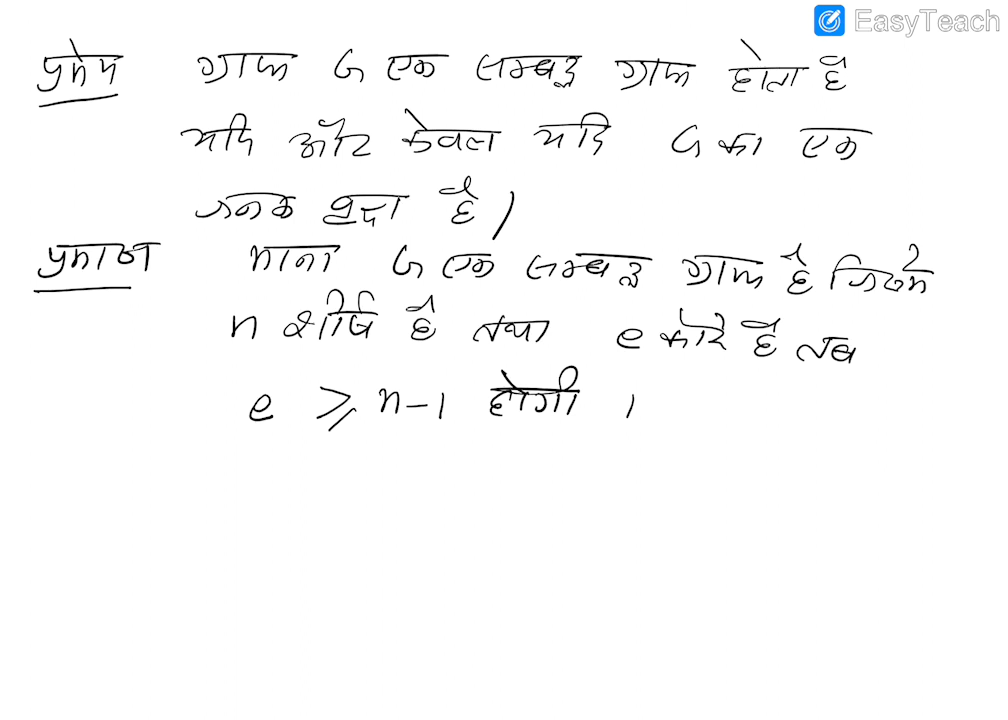 EasyTeach
प्रमेय ग्राफ G एक सम्बद्ध ग्राफ होता है
यदि और केवल यदि G का एक
जनक वृक्ष है।
प्रमाण माना G एक सम्बद्ध ग्राफ है जिसमें
n शीर्ष है तथा e कोरे है तब
e ⩾ n-1 होगी ।